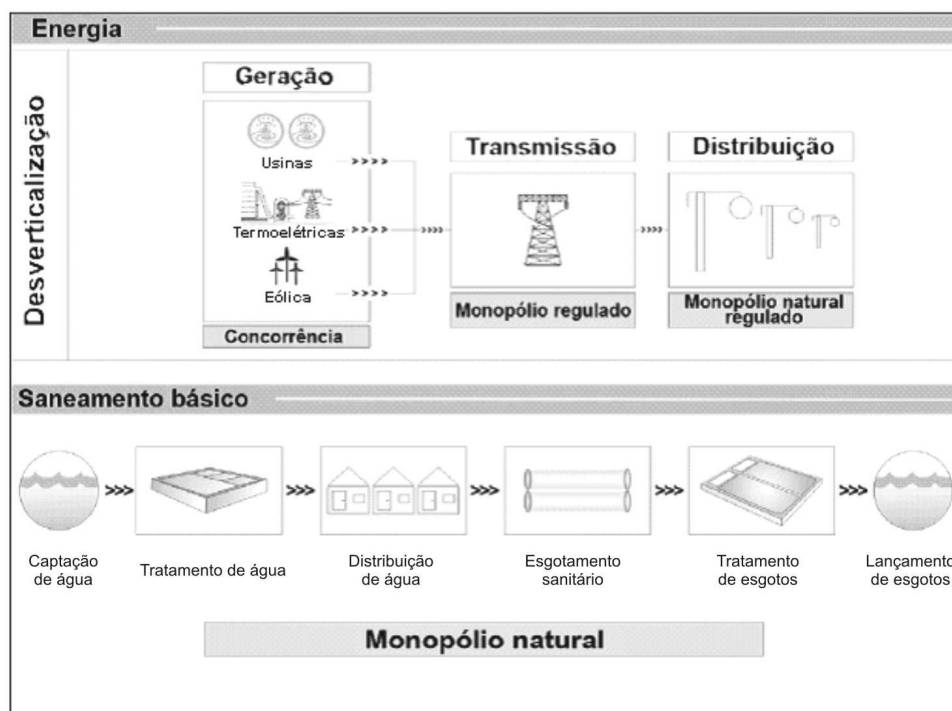 Energia
Desverticalização
Geração
Usinas
Termoelétricas
Eólica
Concorrência
Transmissão
Monopólio regulado
Distribuição
Monopólio natural
regulado
Saneamento básico
Captação
de água
Tratamento de água
Distribuição
de água
Esgotamento
sanitário
Tratamento
de esgotos
Lançamento
de esgotos
Monopólio natural